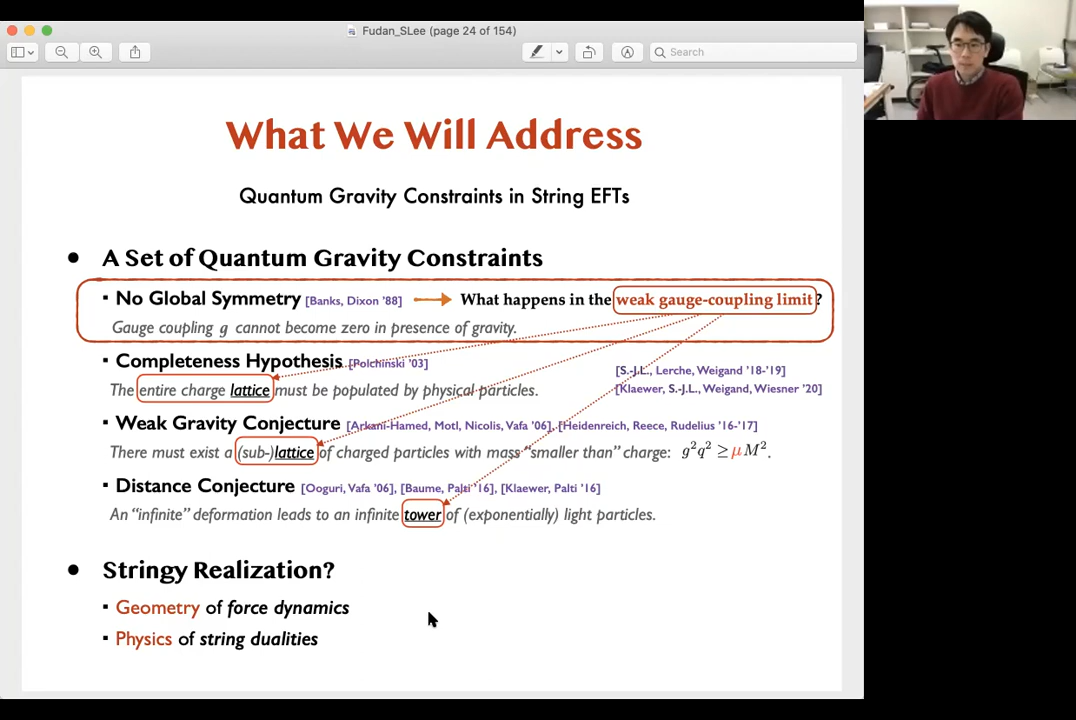 Fudan_SLee (page 24 of 154)
Search
What We Will Address
Quantum Gravity Constraints in String EFTs
• A Set of Quantum Gravity Constraints
▪ No Global Symmetry [Banks, Dixon '88] → What happens in the weak gauge-coupling limit?
Gauge coupling g cannot become zero in presence of gravity.
▪ Completeness Hypothesis [Polchinski '03]
[S.-J.L., Lerche, Weigand '18-'19]
The entire charge lattice must be populated by physical particles.
[Klaewer, S.-J.L., Weigand, Wiesner '20]
▪ Weak Gravity Conjecture [Arkani-Hamed, Motl, Nicolis, Vafa '06], [Heidenreich, Reece, Rudelius '16-'17]
There must exist a (sub-)lattice of charged particles with mass "smaller than" charge: g²q² ≥ μM².
▪ Distance Conjecture [Ooguri, Vafa '06], [Baume, Palti '16], [Klaewer, Palti '16]
An "infinite" deformation leads to an infinite tower of (exponentially) light particles.
• Stringy Realization?
▪ Geometry of force dynamics
▪ Physics of string dualities